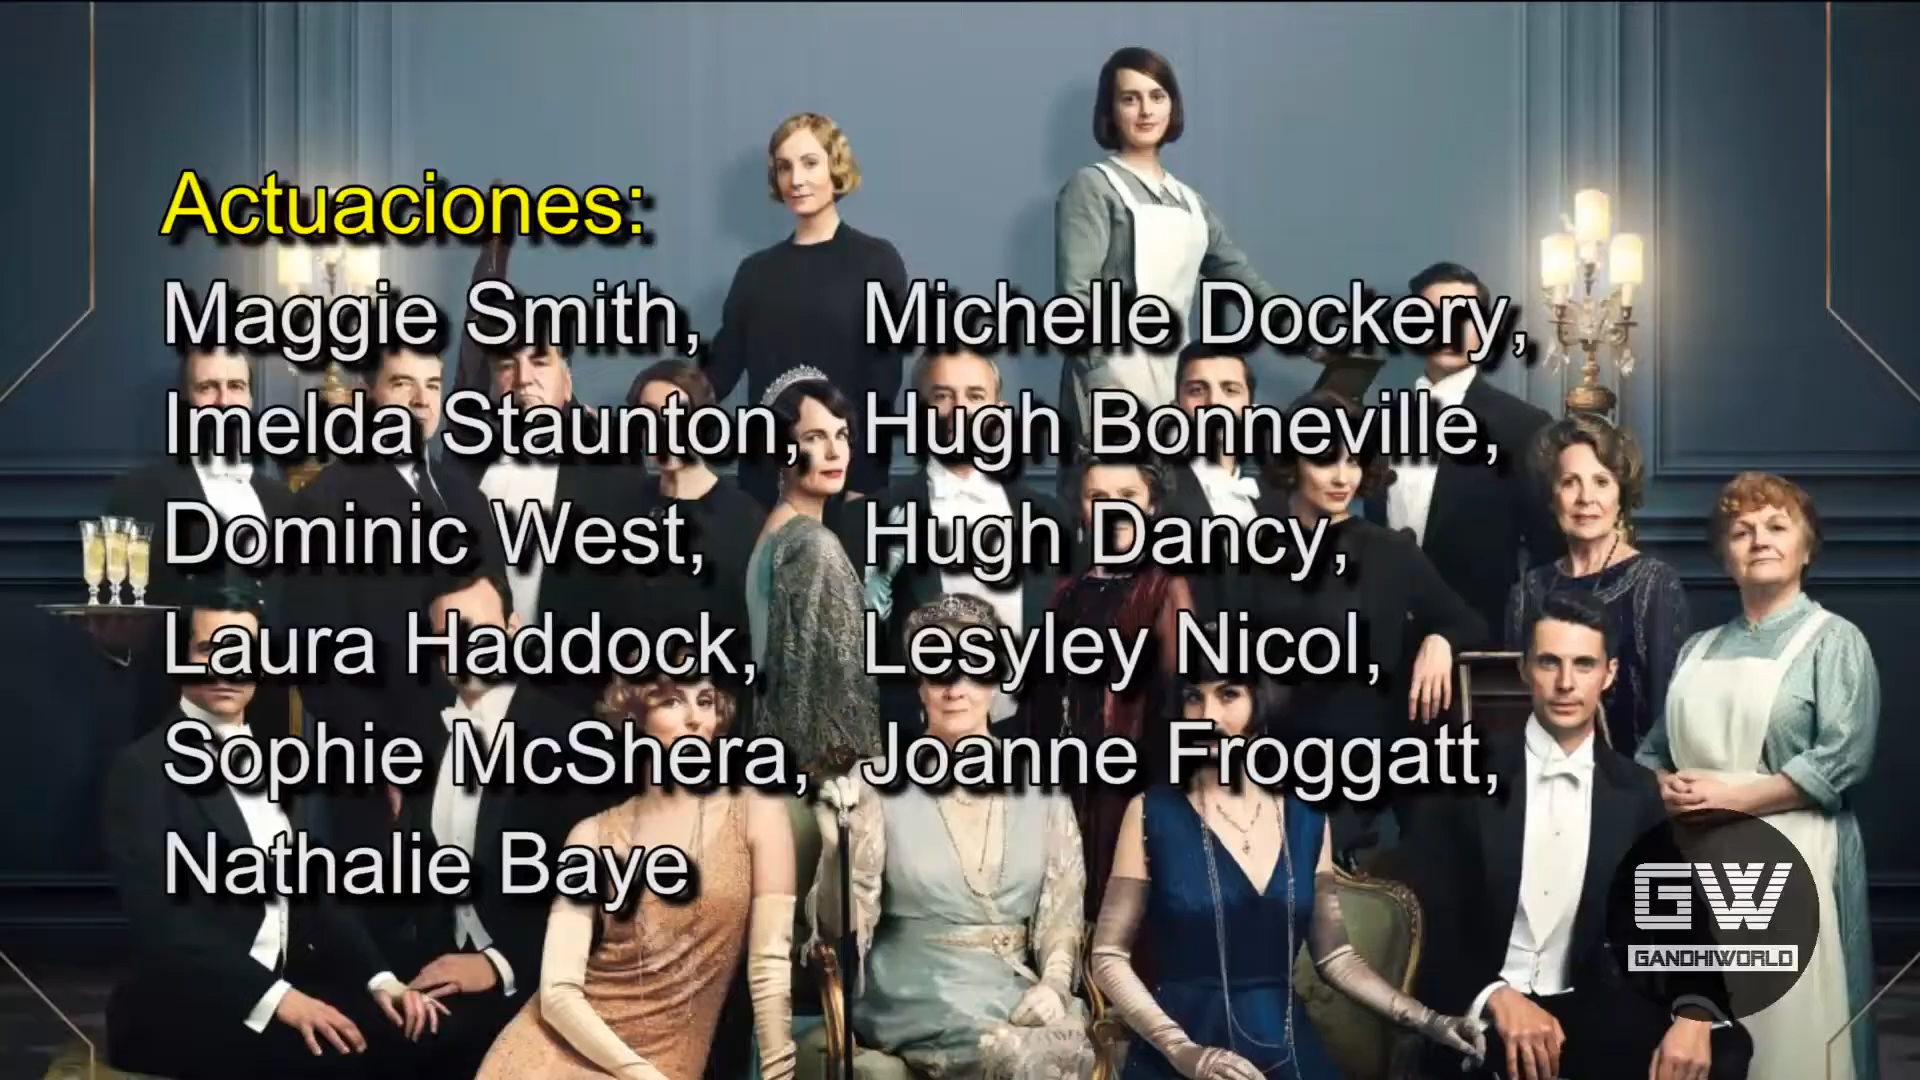 Actuaciones:
Maggie Smith, Michelle Dockery,
Imelda Staunton, Hugh Bonneville,
Dominic West, Hugh Dancy,
Laura Haddock, Lesyley Nicol,
Sophie McShera, Joanne Froggatt,
Nathalie Baye
GW
GANDHIWORLD